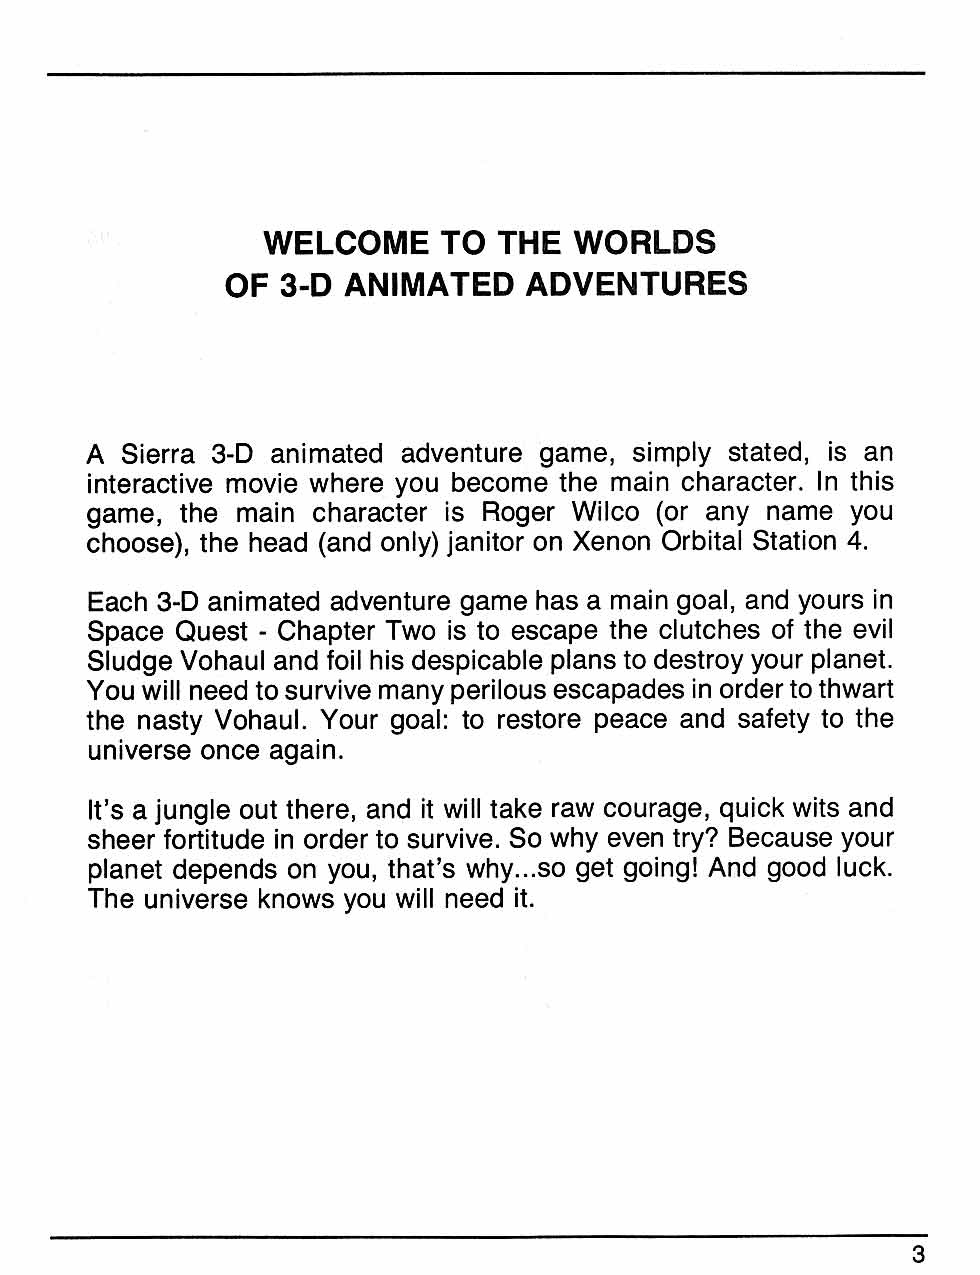 WELCOME TO THE WORLDS
OF 3-D ANIMATED ADVENTURES
A Sierra 3-D animated adventure game, simply stated, is an
interactive movie where you become the main character. In this
game, the main character is Roger Wilco (or any name you
choose), the head (and only) janitor on Xenon Orbital Station 4.
Each 3-D animated adventure game has a main goal, and yours in
Space Quest - Chapter Two is to escape the clutches of the evil
Sludge Vohaul and foil his despicable plans to destroy your planet.
You will need to survive many perilous escapades in order to thwart
the nasty Vohaul. Your goal: to restore peace and safety to the
universe once again.
It's a jungle out there, and it will take raw courage, quick wits and
sheer fortitude in order to survive. So why even try? Because your
planet depends on you, that's why...so get going! And good luck.
The universe knows you will need it.
3